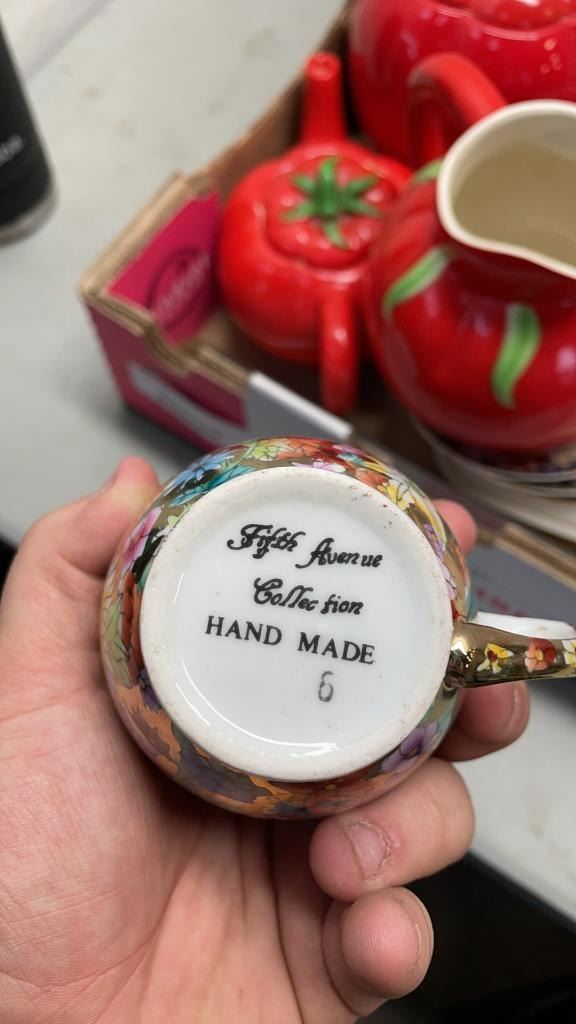 Fifth Avenue
Collection
HAND MADE
6